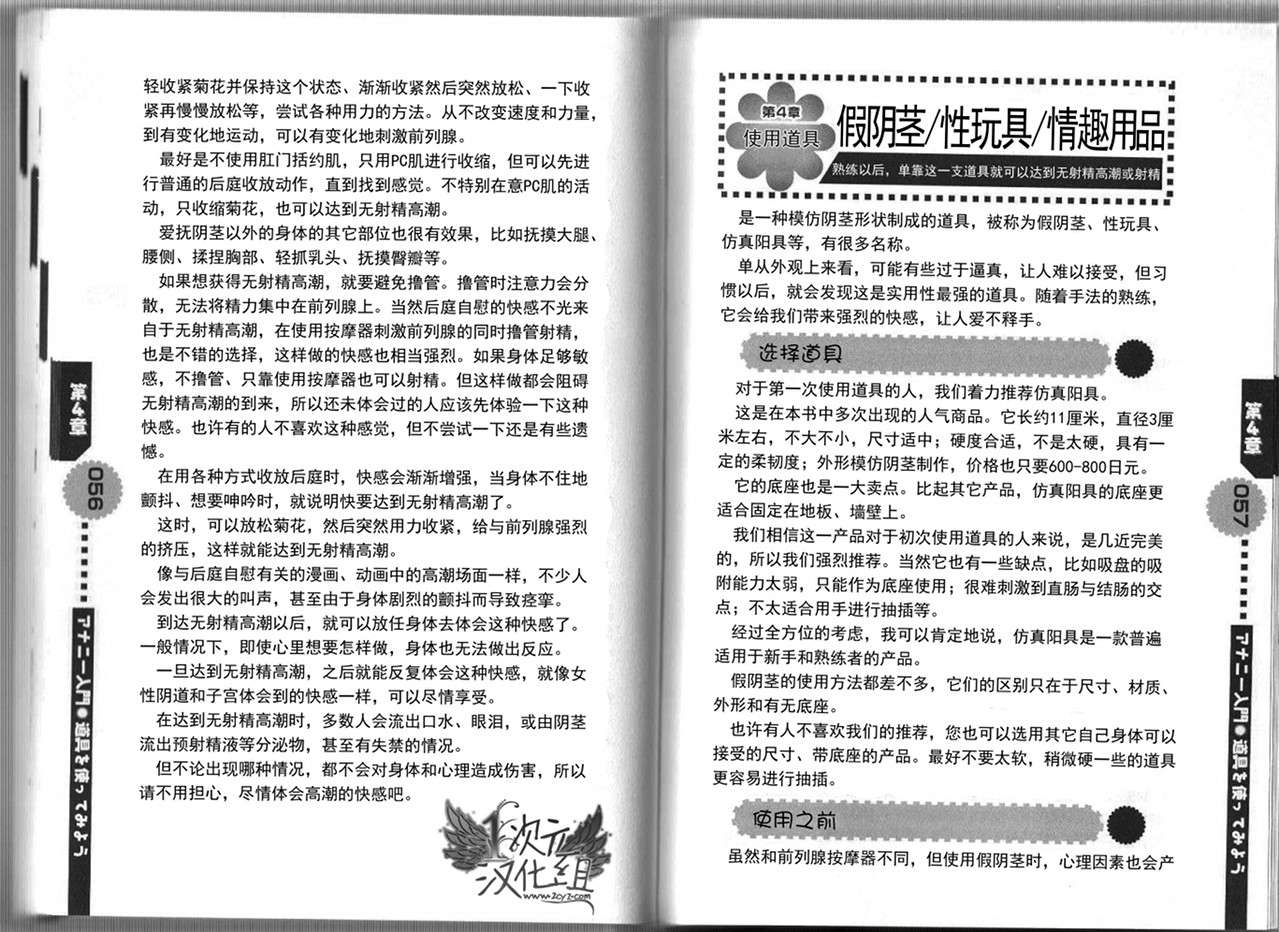 轻收紧菊花并保持这个状态、渐渐收紧然后突然放松、一下收
紧再慢慢放松等，尝试各种用力的方法。从不改变速度和力量，
到有变化地运动，可以有变化地刺激前列腺。
最好是不使用肛门括约肌，只用PC肌进行收缩，但可以先进
行普通的后庭收放动作，直到找到感觉。不特别在意PC肌的活
动，只收缩菊花，也可以达到无射精高潮。
爱抚阴茎以外的身体的其它部位也很有效果，比如抚摸大腿、
腰侧、揉捏胸部、轻抓乳头、抚摸臀瓣等。
如果想获得无射精高潮，就要避免撸管。撸管时注意力会分
散，无法将精力集中在前列腺上。当然后庭自慰的快感不光来
自于无射精高潮，在使用按摩器刺激前列腺的同时撸管射精，
也是不错的选择，这样做的快感也相当强烈。如果身体足够敏
感，不撸管、只靠使用按摩器也可以射精。但这样做都会阻碍
无射精高潮的到来，所以还未体会过的人应该先体验一下这种
快感。也许有的人不喜欢这种感觉，但不尝试一下还是有些遗
憾。
在用各种方式收放后庭时，快感会渐渐增强，当身体不住地
颤抖、想要呻吟时，就说明快要达到无射精高潮了。
这时，可以放松菊花，然后突然用力收紧，给与前列腺强烈
的挤压，这样就能达到无射精高潮。
像与后庭自慰有关的漫画、动画中的高潮场面一样，不少人
会发出很大的叫声，甚至由于身体剧烈的颤抖而导致痉挛。
到达无射精高潮以后，就可以放任身体去体会这种快感了。
一般情况下，即使心里想要怎样做，身体也无法做出反应。
一旦达到无射精高潮，之后就能反复体会这种快感，就像女
性阴道和子宫体会到的快感一样，可以尽情享受。
在达到无射精高潮时，多数人会流出口水、眼泪，或由阴茎
流出预射精液等分泌物，甚至有失禁的情况。
但不论出现哪种情况，都不会对身体和心理造成伤害，所以
请不用担心，尽情体会高潮的快感吧。
次元
汉化组
www.2cyz.com
第4章
056
アナニー入門●道具を使ってみよう
第4章
使用道具
假阴茎/性玩具/情趣用品
熟练以后，单靠这一支道具就可以达到无射精高潮或射精
是一种模仿阴茎形状制成的道具，被称为假阴茎、性玩具、
仿真阳具等，有很多名称。
单从外观上来看，可能有些过于逼真，让人难以接受，但习
惯以后，就会发现这是实用性最强的道具。随着手法的熟练，
它会给我们带来强烈的快感，让人爱不释手。
选择道具
对于第一次使用道具的人，我们着力推荐仿真阳具。
这是在本书中多次出现的人气商品。它长约11厘米，直径3厘
米左右，不大不小，尺寸适中；硬度合适，不是太硬，具有一
定的柔韧度；外形模仿阴茎制作，价格也只要600-800日元。
它的底座也是一大卖点。比起其它产品，仿真阳具的底座更
适合固定在地板、墙壁上。
我们相信这一产品对于初次使用道具的人来说，是几近完美
的，所以我们强烈推荐。当然它也有一些缺点，比如吸盘的吸
附能力太弱，只能作为底座使用；很难刺激到直肠与结肠的交
点；不太适合用手进行抽插等。
经过全方位的考虑，我可以肯定地说，仿真阳具是一款普遍
适用于新手和熟练者的产品。
假阴茎的使用方法都差不多，它们的区别只在于尺寸、材质、
外形和有无底座。
也许有人不喜欢我们的推荐，您也可以选用其它自己身体可以
接受的尺寸、带底座的产品。最好不要太软，稍微硬一些的道具
更容易进行抽插。
使用之前
虽然和前列腺按摩器不同，但使用假阴茎时，心理因素也会产
第4章
057
アナニー入門●道具を使ってみよう